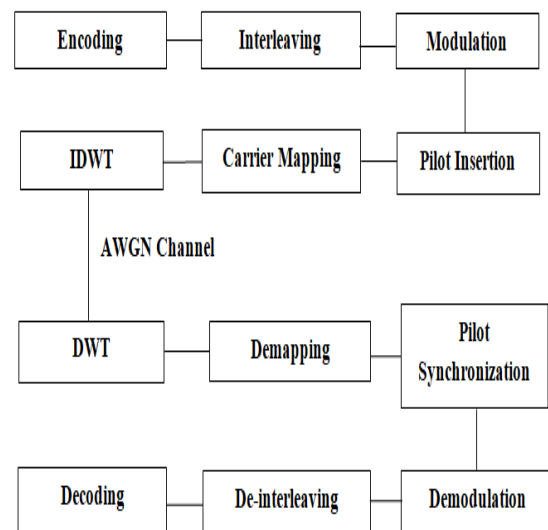 Encoding
Interleaving
Modulation
IDWT
Carrier Mapping
Pilot Insertion
AWGN Channel
DWT
Demapping
Pilot
Synchronization
Decoding
De-interleaving
Demodulation